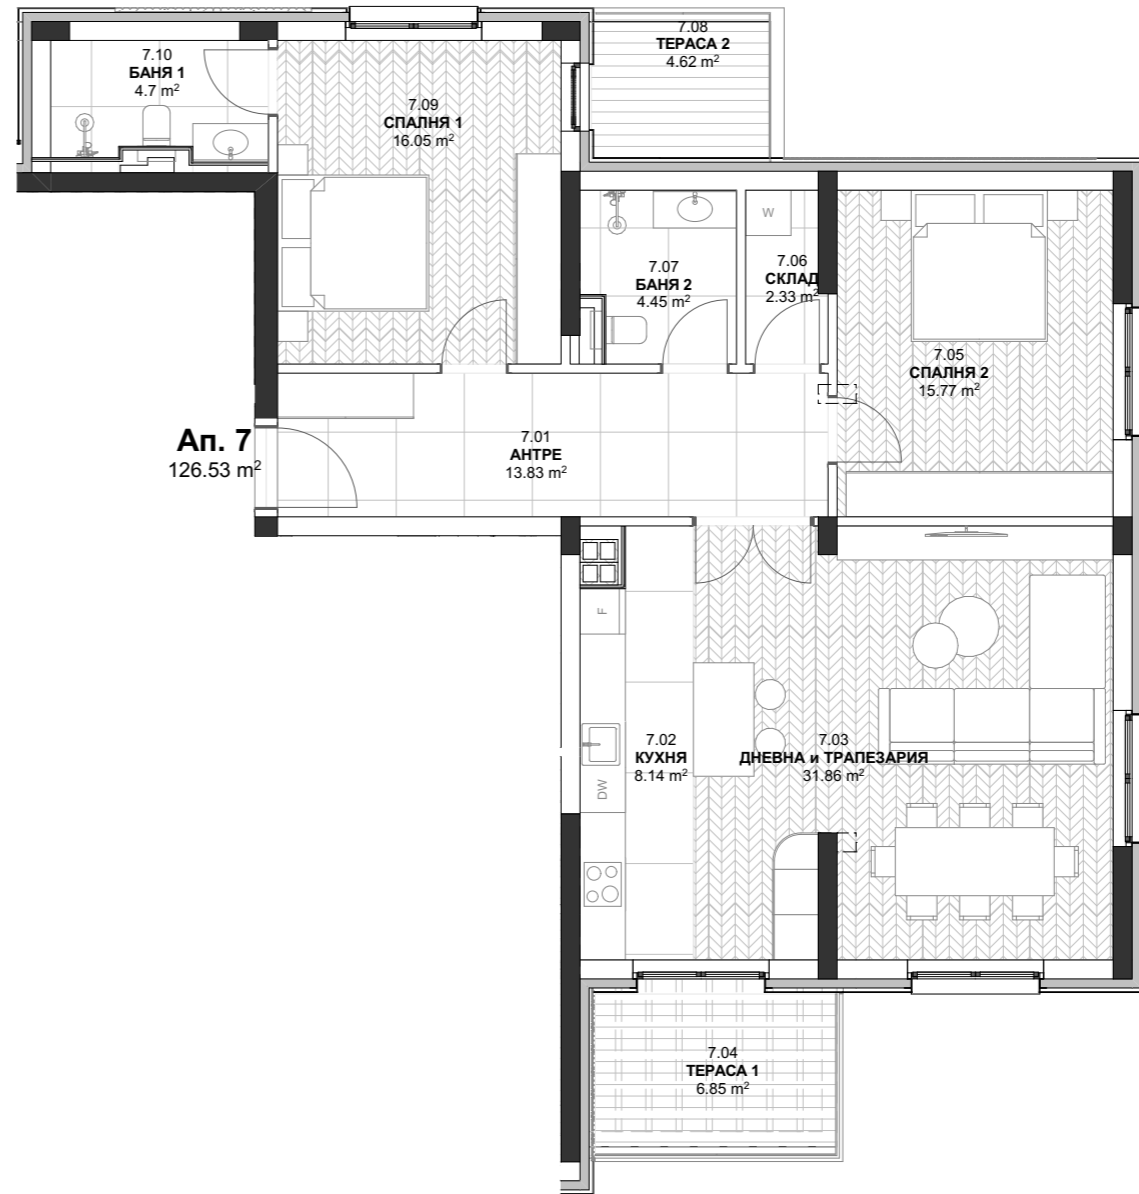 7.10
БАНЯ 1
4.7 m²
7.09
СПАЛНЯ 1
16.05 m²
7.08
ТЕРАСА 2
4.62 m²
7.07
БАНЯ 2
4.45 m²
W
7.06
СКЛАД
2.33 m²
7.05
СПАЛНЯ 2
15.77 m²
Ап. 7
126.53 m²
7.01
АНТРЕ
13.83 m²
F
DW
7.02
КУХНЯ
8.14 m²
7.03
ДНЕВНА и ТРАПЕЗАРИЯ
31.86 m²
7.04
ТЕРАСА 1
6.85 m²